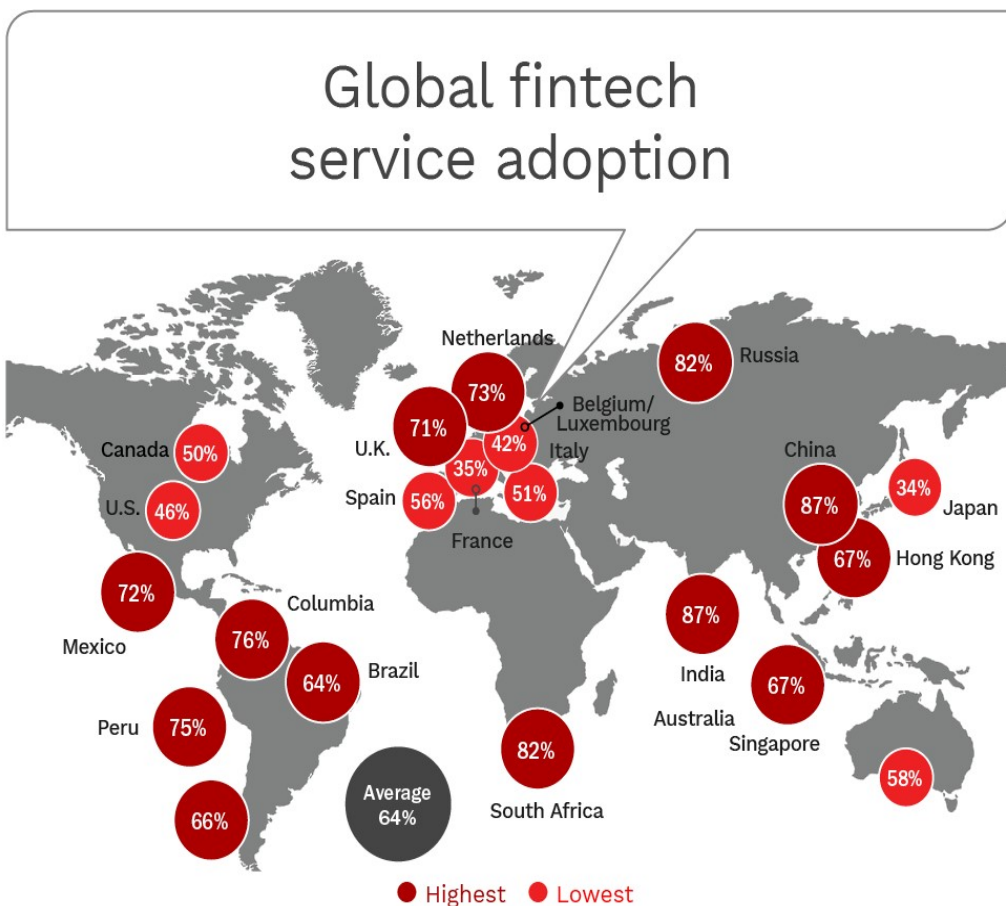 Global fintech
service adoption
Netherlands
73%
82%
Russia
Belgium/
Luxembourg
71%
U.K.
42%
Italy
35%
Canada
50%
Spain
56%
51%
China
87%
34%
Japan
U.S.
46%
France
67%
Hong Kong
72%
Mexico
Columbia
76%
87%
India
64%
Brazil
67%
Australia
Singapore
Peru
75%
82%
South Africa
58%
66%
Average
64%
Highest
Lowest